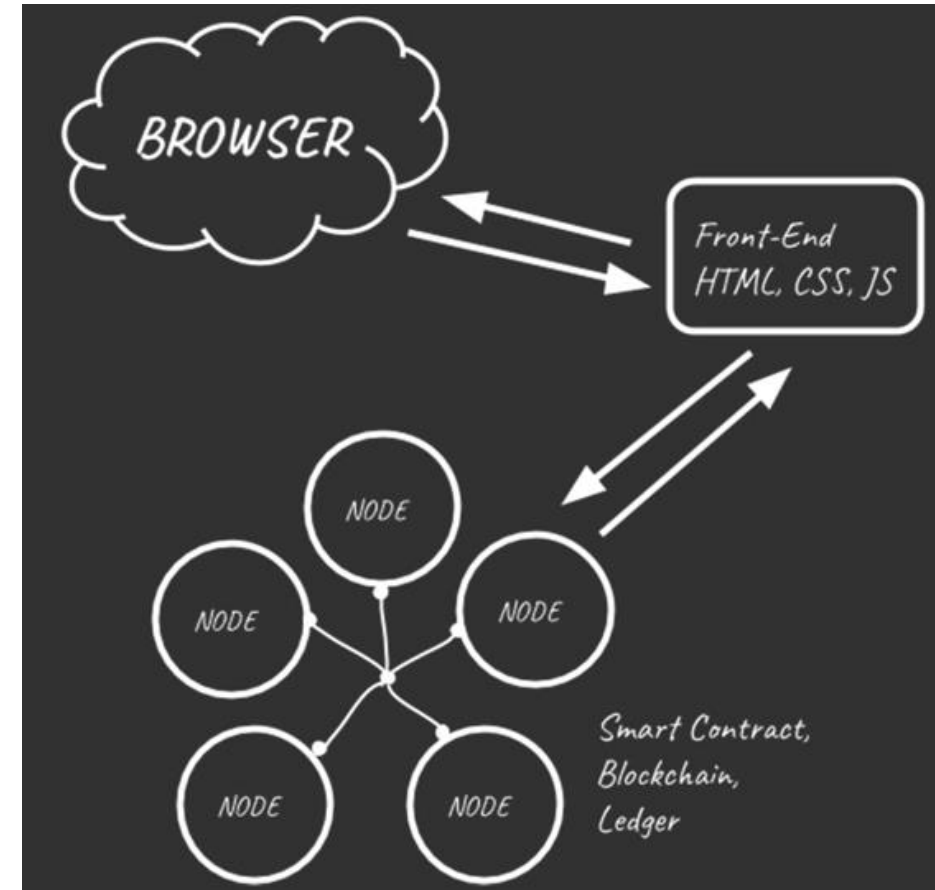 BROWSER
Front-End
HTML, CSS, JS
NODE
NODE
NODE
NODE
NODE
Smart Contract,
Blockchain,
Ledger